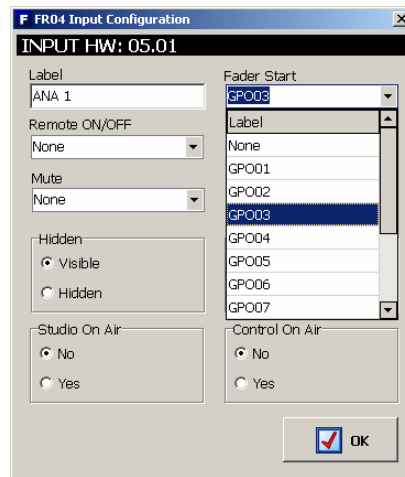 F FR04 Input Configuration
INPUT HW: 05.01
Label
ANA 1
Remote ON/OFF
None
Mute
None
Hidden
Visible
Hidden
Fader Start
GPO03
Label
None
GPO01
GPO02
GPO03
GPO04
GPO05
GPO06
GPO07
Studio On Air
No
Yes
Control On Air
No
Yes
OK